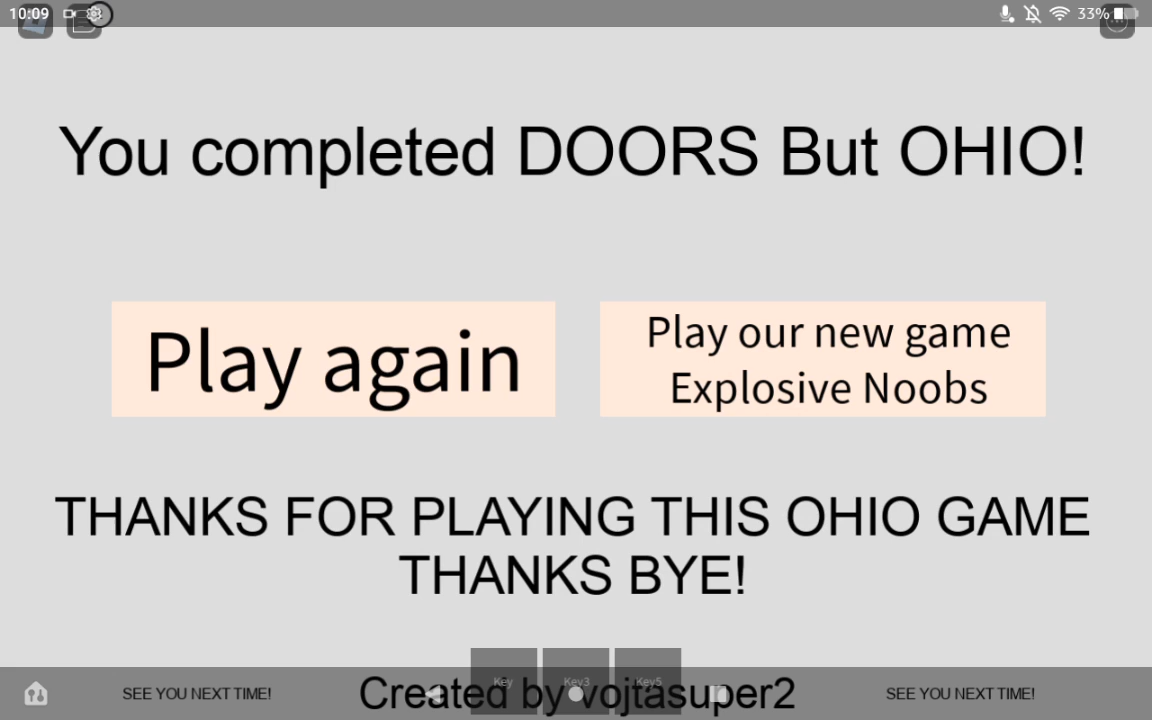 10:09
33%
You completed DOORS But OHIO!
Play again
Play our new game
Explosive Noobs
THANKS FOR PLAYING THIS OHIO GAME
THANKS BYE!
Key
Key3
Key5
SEE YOU NEXT TIME!
Created by vojtasuper2
SEE YOU NEXT TIME!